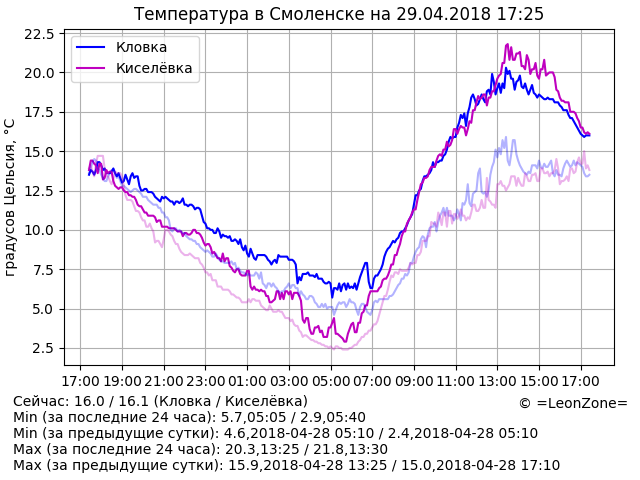 Температура в Смоленске на 29.04.2018 17:25
градусов Цельсия, °C
22.5
20.0
17.5
15.0
12.5
10.0
7.5
5.0
2.5
Кловка
Киселёвка
17:00 19:00 21:00 23:00 01:00 03:00 05:00 07:00 09:00 11:00 13:00 15:00 17:00
Сейчас: 16.0 / 16.1 (Кловка / Киселёвка)
© =LeonZone=
Min (за последние 24 часа): 5.7,05:05 / 2.9,05:40
Min (за предыдущие сутки): 4.6,2018-04-28 05:10 / 2.4,2018-04-28 05:10
Max (за последние 24 часа): 20.3,13:25 / 21.8,13:30
Max (за предыдущие сутки): 15.9,2018-04-28 13:25 / 15.0,2018-04-28 17:10